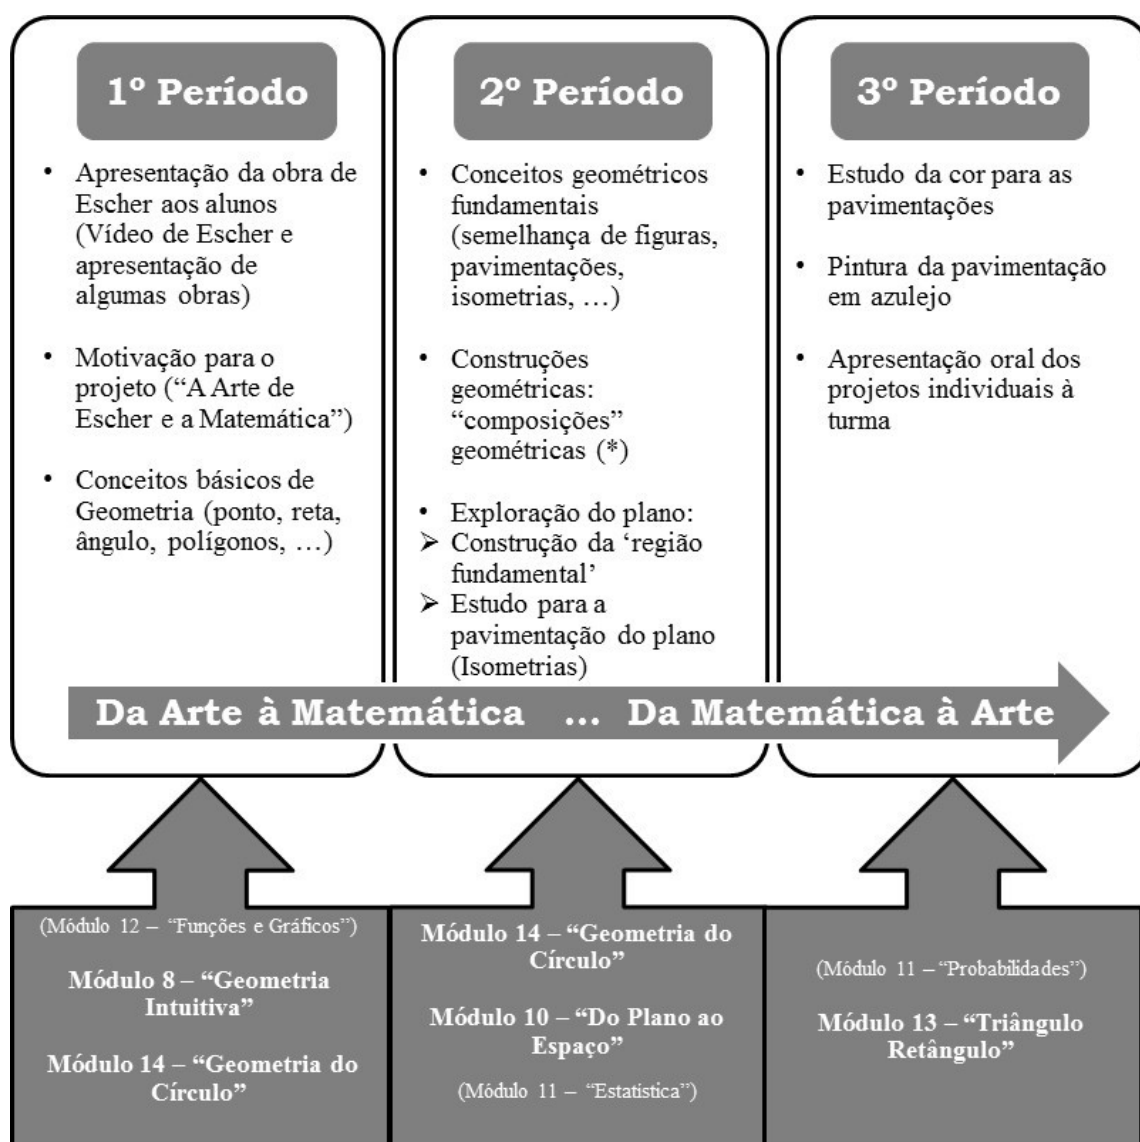 1º Período
• Apresentação da obra de
Escher aos alunos
(Vídeo de Escher e
apresentação de
algumas obras)
• Motivação para o
projeto (“A Arte de
Escher e a Matemática”)
• Conceitos básicos de
Geometria (ponto, reta,
ângulo, polígonos, …)
2º Período
• Conceitos geométricos
fundamentais
(semelhança de figuras,
pavimentações,
isometrias, …)
• Construções
geométricas:
“composições”
geométricas (*)
• Exploração do plano:
➢ Construção da ‘região
fundamental’
➢ Estudo para a
pavimentação do plano
(Isometrias)
3º Período
• Estudo da cor para as
pavimentações
• Pintura da pavimentação
em azulejo
• Apresentação oral dos
projetos individuais à
turma
Da Arte à Matemática ... Da Matemática à Arte
(Módulo 12 – “Funções e Gráficos”)
Módulo 8 – “Geometria
Intuitiva”
Módulo 14 – “Geometria do
Círculo”
Módulo 14 – “Geometria do
Círculo”
Módulo 10 – “Do Plano ao
Espaço”
(Módulo 11 – “Estatística”)
(Módulo 11 – “Probabilidades”)
Módulo 13 – “Triângulo
Retângulo”